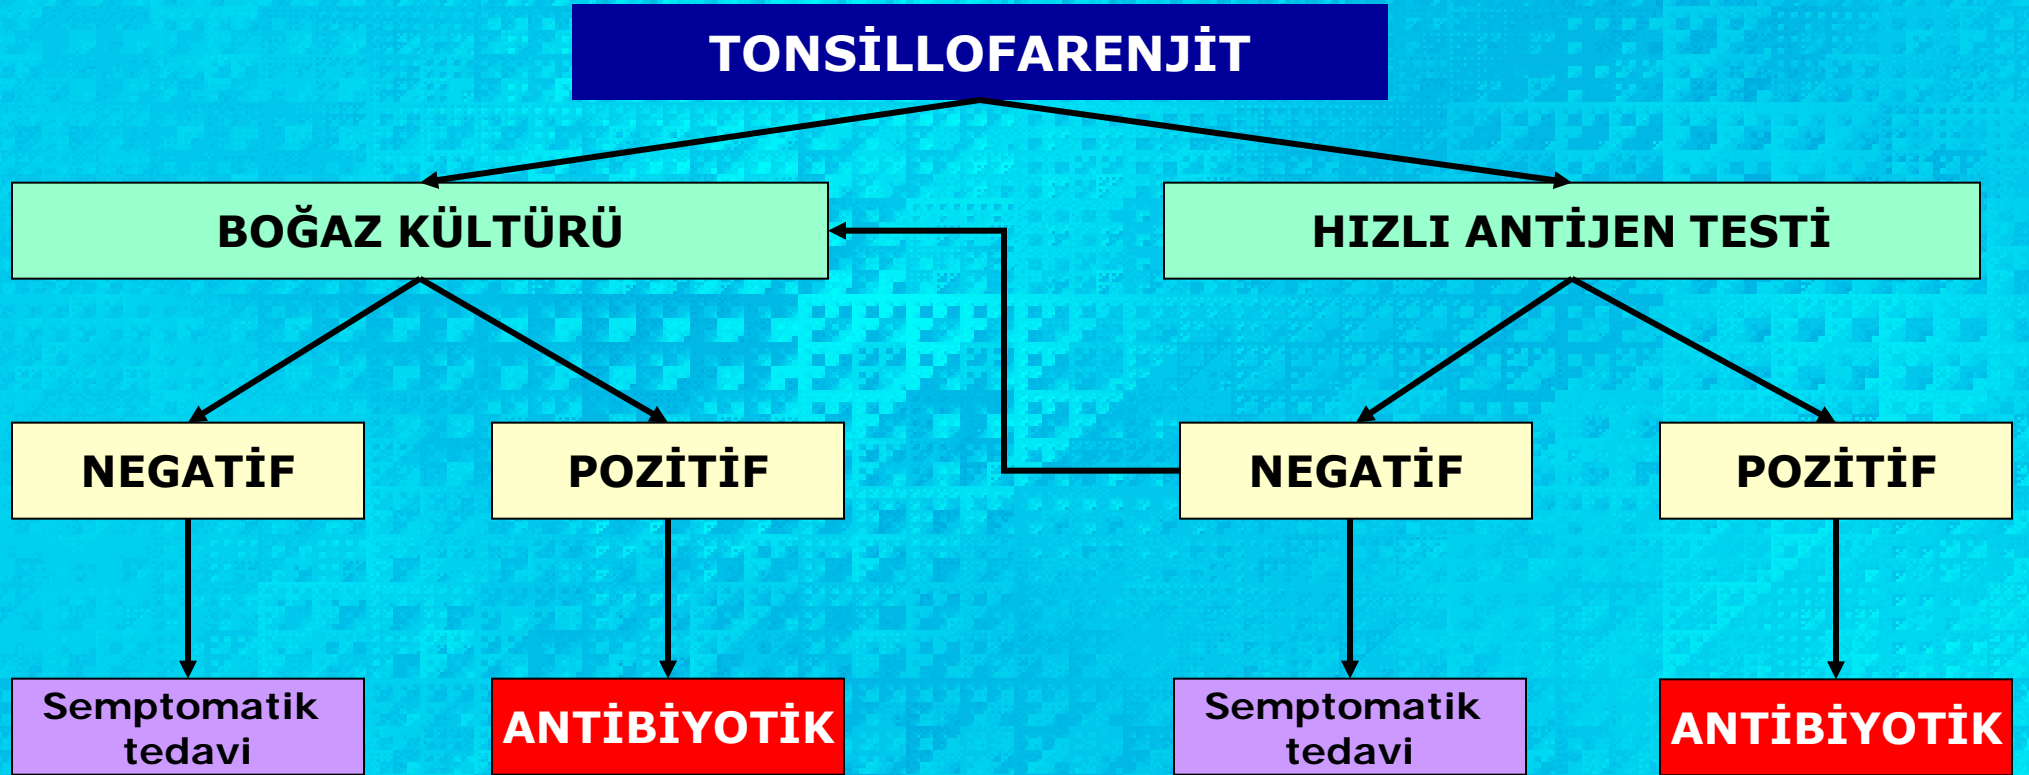 TONSİLLOFARENJİT
BOĞAZ KÜLTÜRÜ
HIZLI ANTİJEN TESTİ
NEGATİF
POZİTİF
NEGATİF
POZİTİF
Semptomatik
tedavi
ANTİBİYOTİK
Semptomatik
tedavi
ANTİBİYOTİK